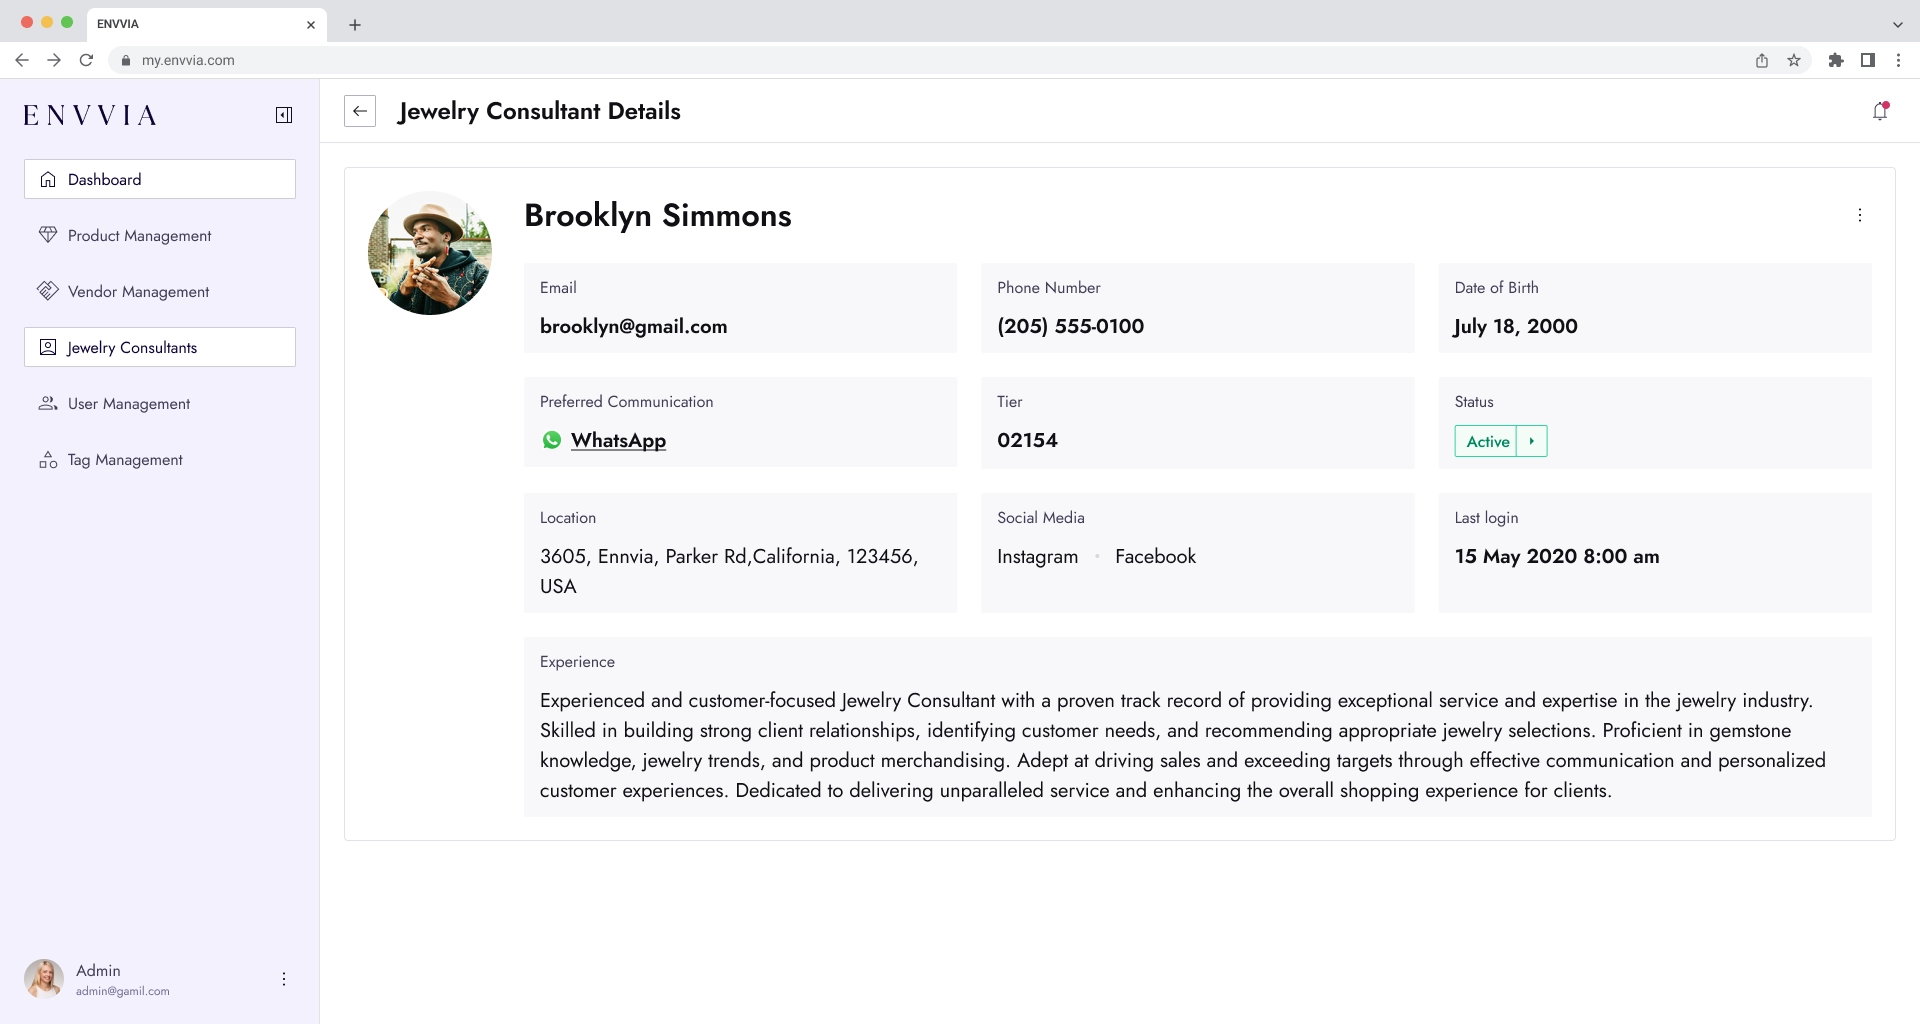 ENVVIA
my.envvia.com
ENVVIA
Dashboard
Product Management
Vendor Management
Jewelry Consultants
User Management
Tag Management
Admin
admin@gamil.com
Jewelry Consultant Details
Brooklyn Simmons
Email
brooklyn@gmail.com
Phone Number
(205) 555-0100
Date of Birth
July 18, 2000
Preferred Communication
WhatsApp
Tier
02154
Status
Active
Location
3605, Ennvia, Parker Rd,California, 123456,
USA
Social Media
Instagram • Facebook
Last login
15 May 2020 8:00 am
Experience
Experienced and customer-focused Jewelry Consultant with a proven track record of providing exceptional service and expertise in the jewelry industry.
Skilled in building strong client relationships, identifying customer needs, and recommending appropriate jewelry selections. Proficient in gemstone
knowledge, jewelry trends, and product merchandising. Adept at driving sales and exceeding targets through effective communication and personalized
customer experiences. Dedicated to delivering unparalleled service and enhancing the overall shopping experience for clients.